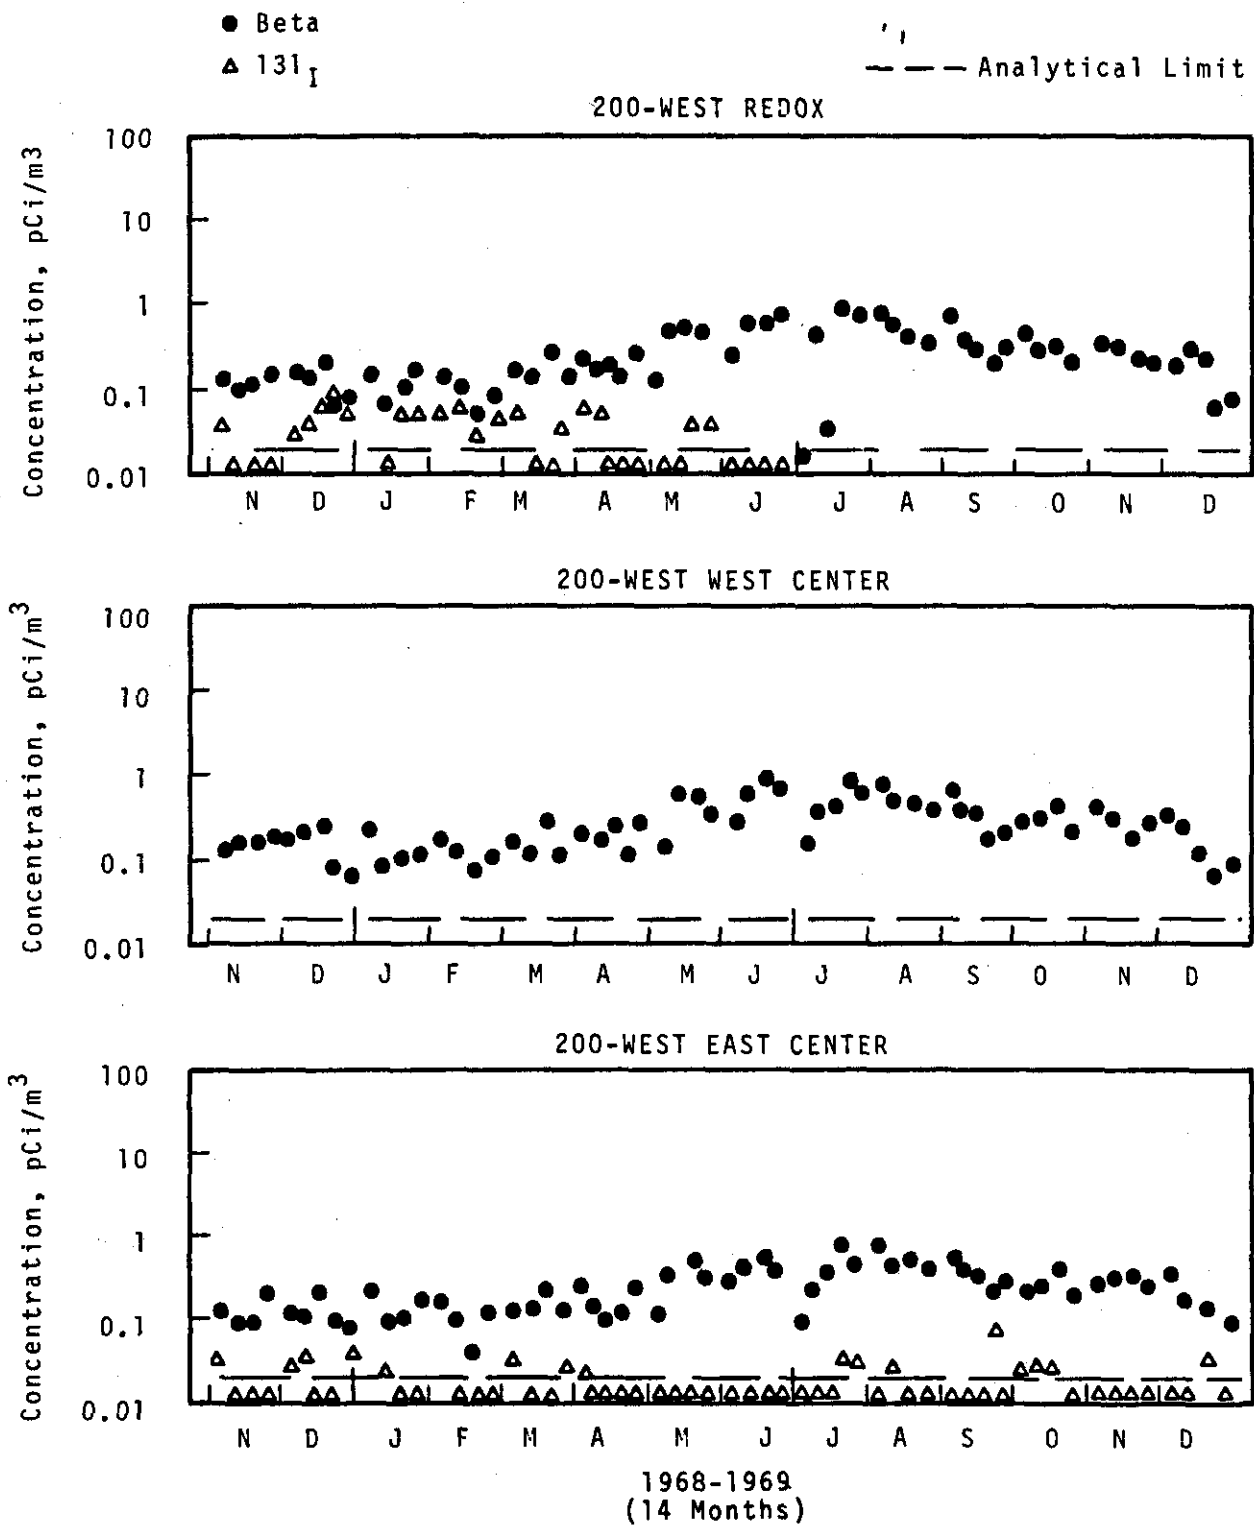 ● Beta
△ 131I
— — — Analytical Limit
200-WEST REDOX
Concentration, pCi/m3
100
10
1
0.1
0.01
N D J F M A M J J A S O N D
200-WEST WEST CENTER
Concentration, pCi/m3
100
10
1
0.1
0.01
N D J F M A M J J A S O N D
200-WEST EAST CENTER
Concentration, pCi/m3
100
10
1
0.1
0.01
N D J F M A M J J A S O N D
1968-1969
(14 Months)